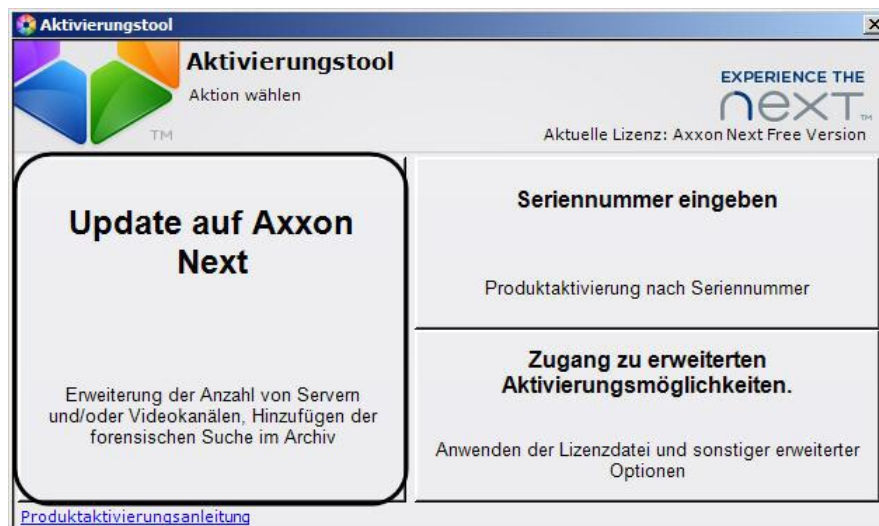 Aktivierungstool
Aktivierungstool
Aktion wählen
TM
EXPERIENCE THE
next™
Aktuelle Lizenz: Axxon Next Free Version
Update auf Axxon
Next
Erweiterung der Anzahl von Servern
und/oder Videokanälen, Hinzufügen der
forensischen Suche im Archiv
Seriennummer eingeben
Produktaktivierung nach Seriennummer
Zugang zu erweiterten
Aktivierungsmöglichkeiten.
Anwenden der Lizenzdatei und sonstiger erweiterter
Optionen
Produktaktivierungsanleitung